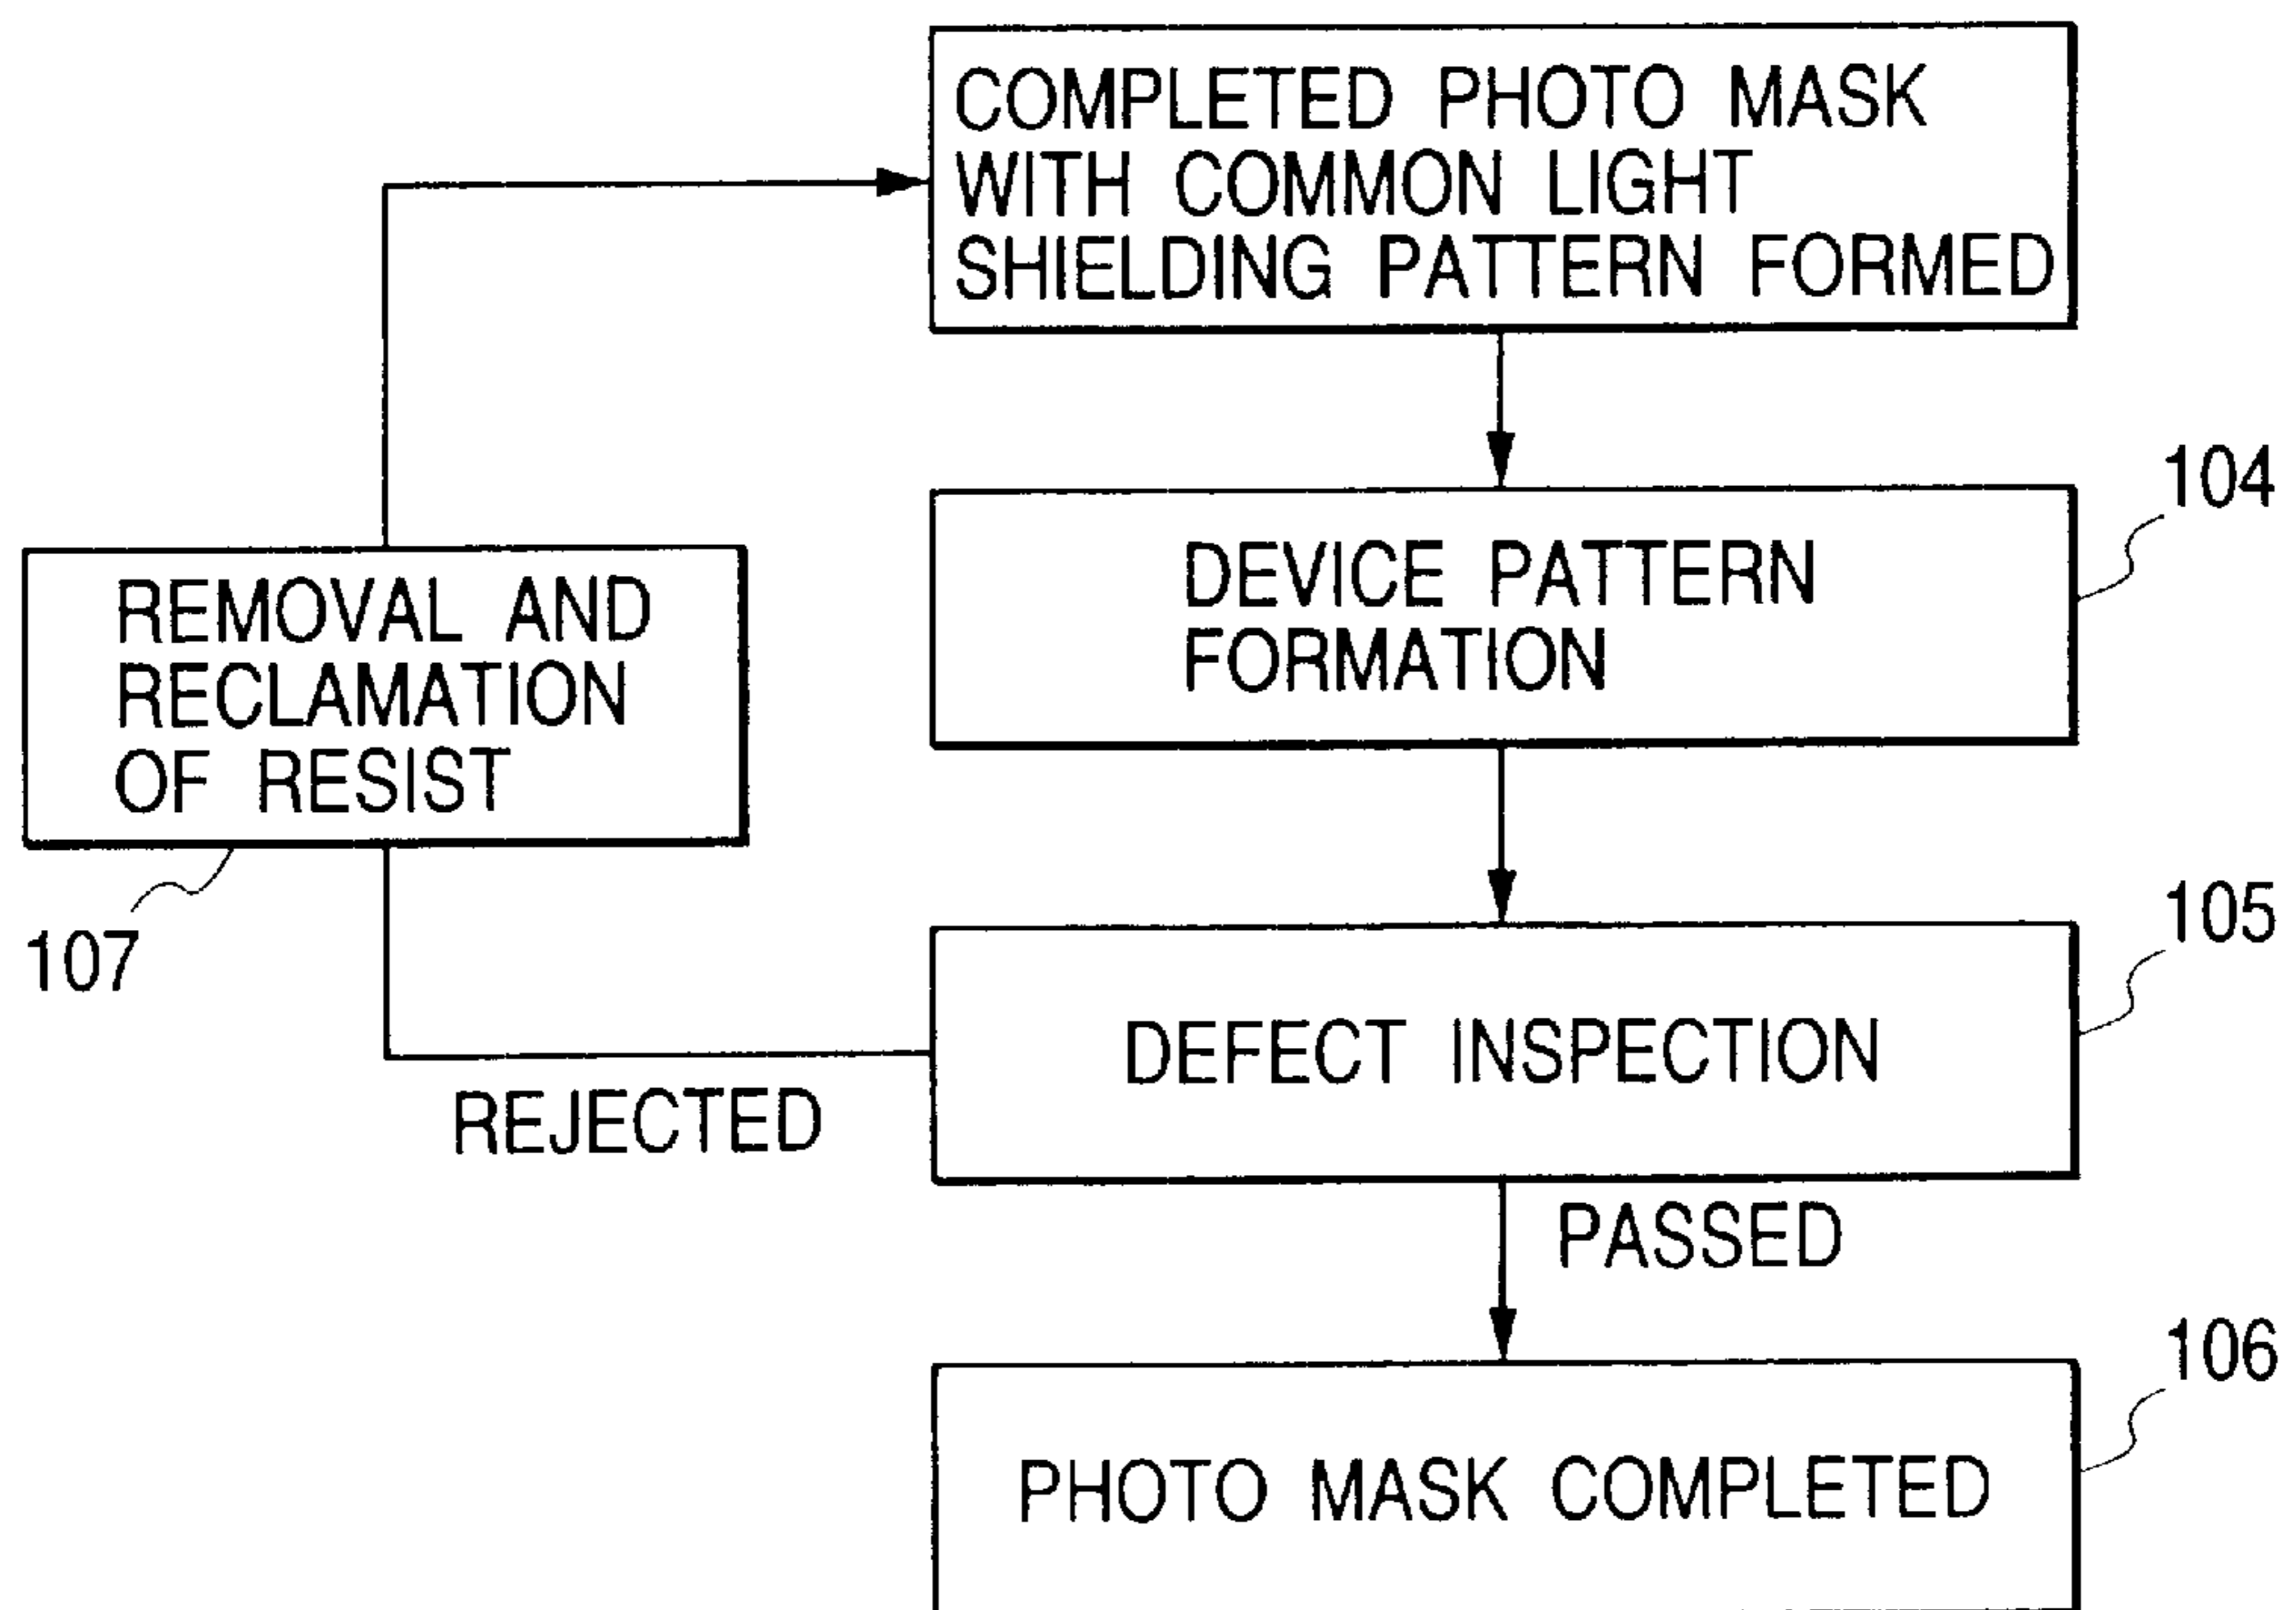 COMPLETED PHOTO MASK
WITH COMMON LIGHT
SHIELDING PATTERN FORMED
104
DEVICE PATTERN
FORMATION
REMOVAL AND
RECLAMATION
OF RESIST
107
105
DEFECT INSPECTION
REJECTED
PASSED
106
PHOTO MASK COMPLETED